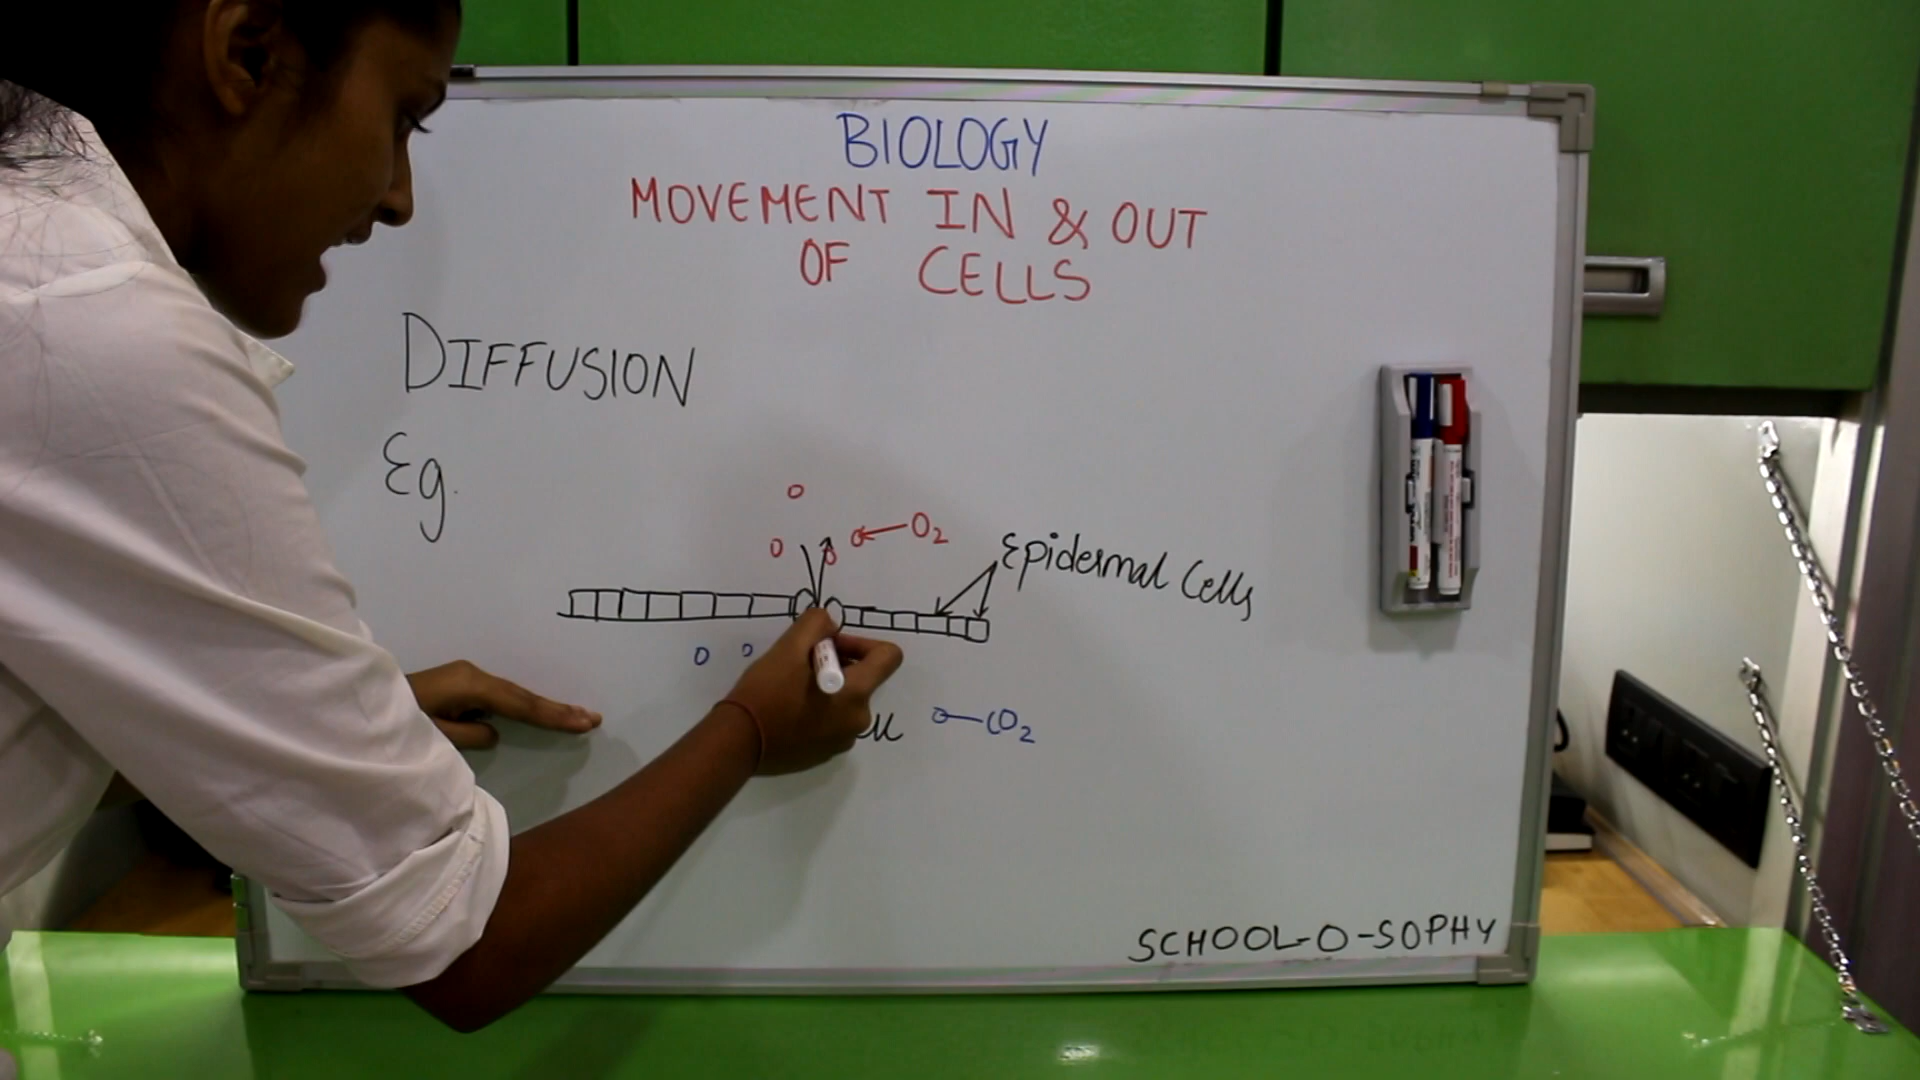 BIOLOGY
MOVEMENT IN & OUT
OF CELLS
DIFFUSION
Eg.
O2
Epidermal Cells
CO2
SCHOOL-O-SOPHY